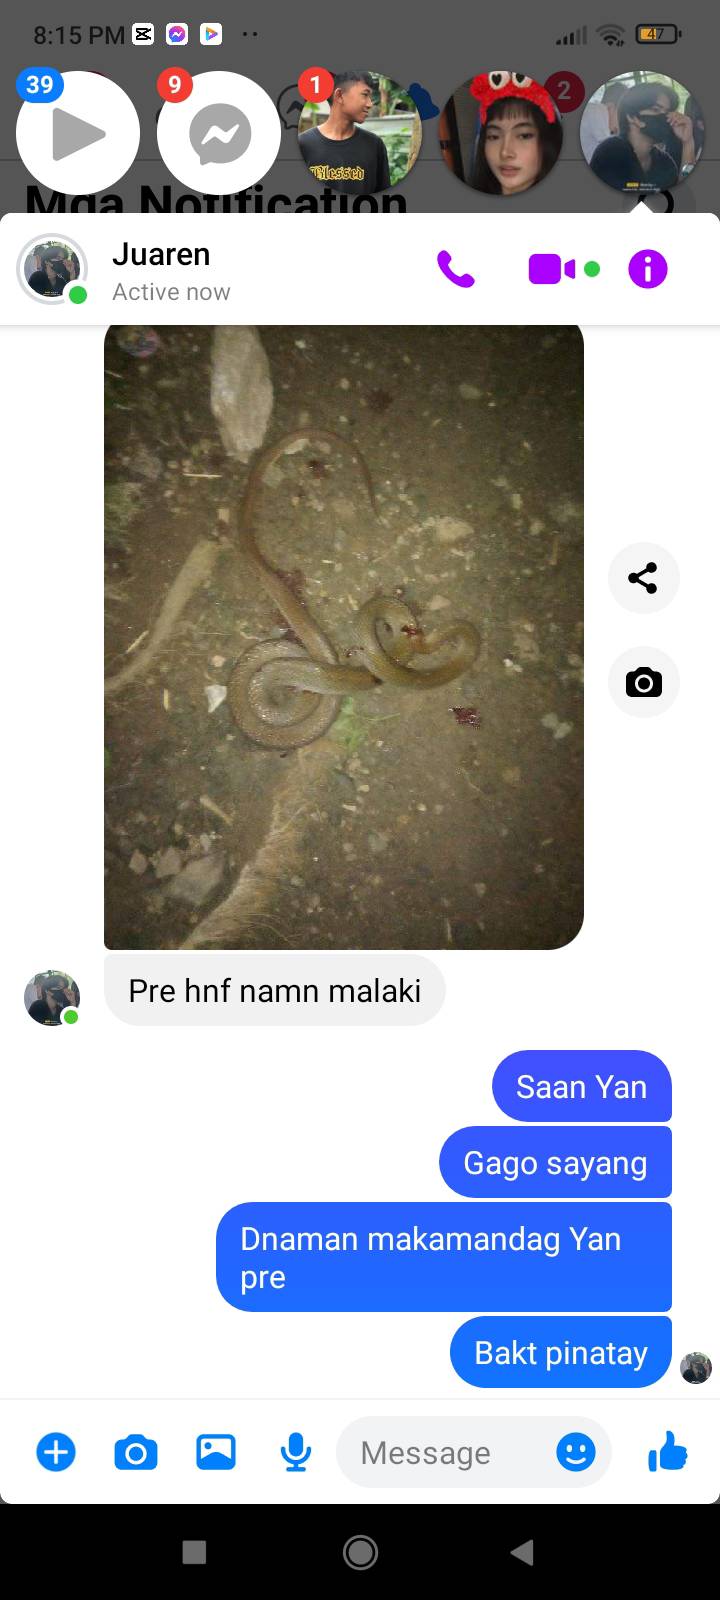 8:15 PM
47
39
9
1
2
Blessed
Mga Notification
Juaren
Active now
Pre hnf namn malaki
Saan Yan
Gago sayang
Dnaman makamandag Yan
pre
Bakt pinatay
Message